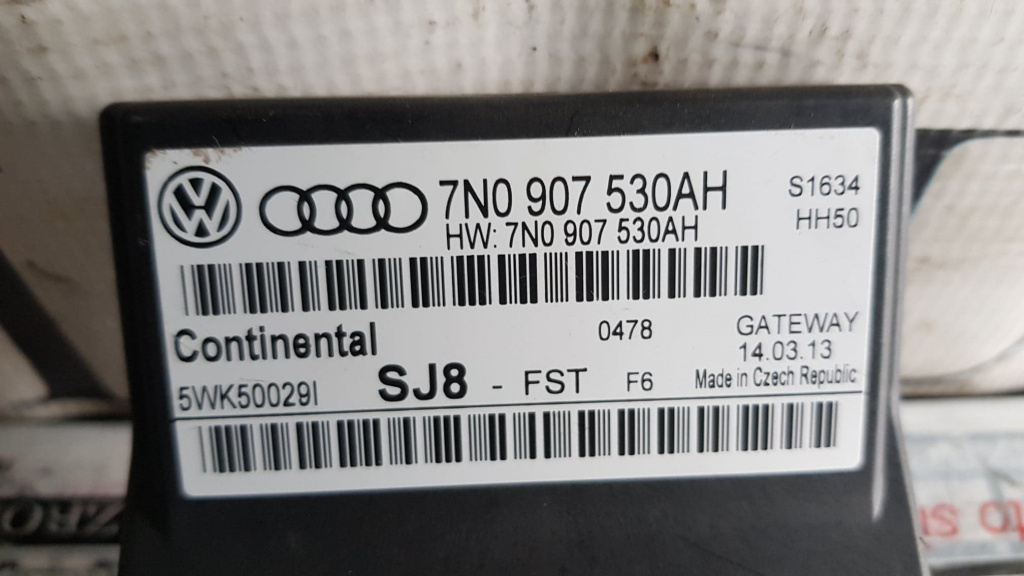 7N0 907 530AH
S1634
HW: 7N0 907 530AH
HH50
Continental
0478
GATEWAY
14.03.13
5WK50029I
SJ8 - FST F6
Made in Czech Republic